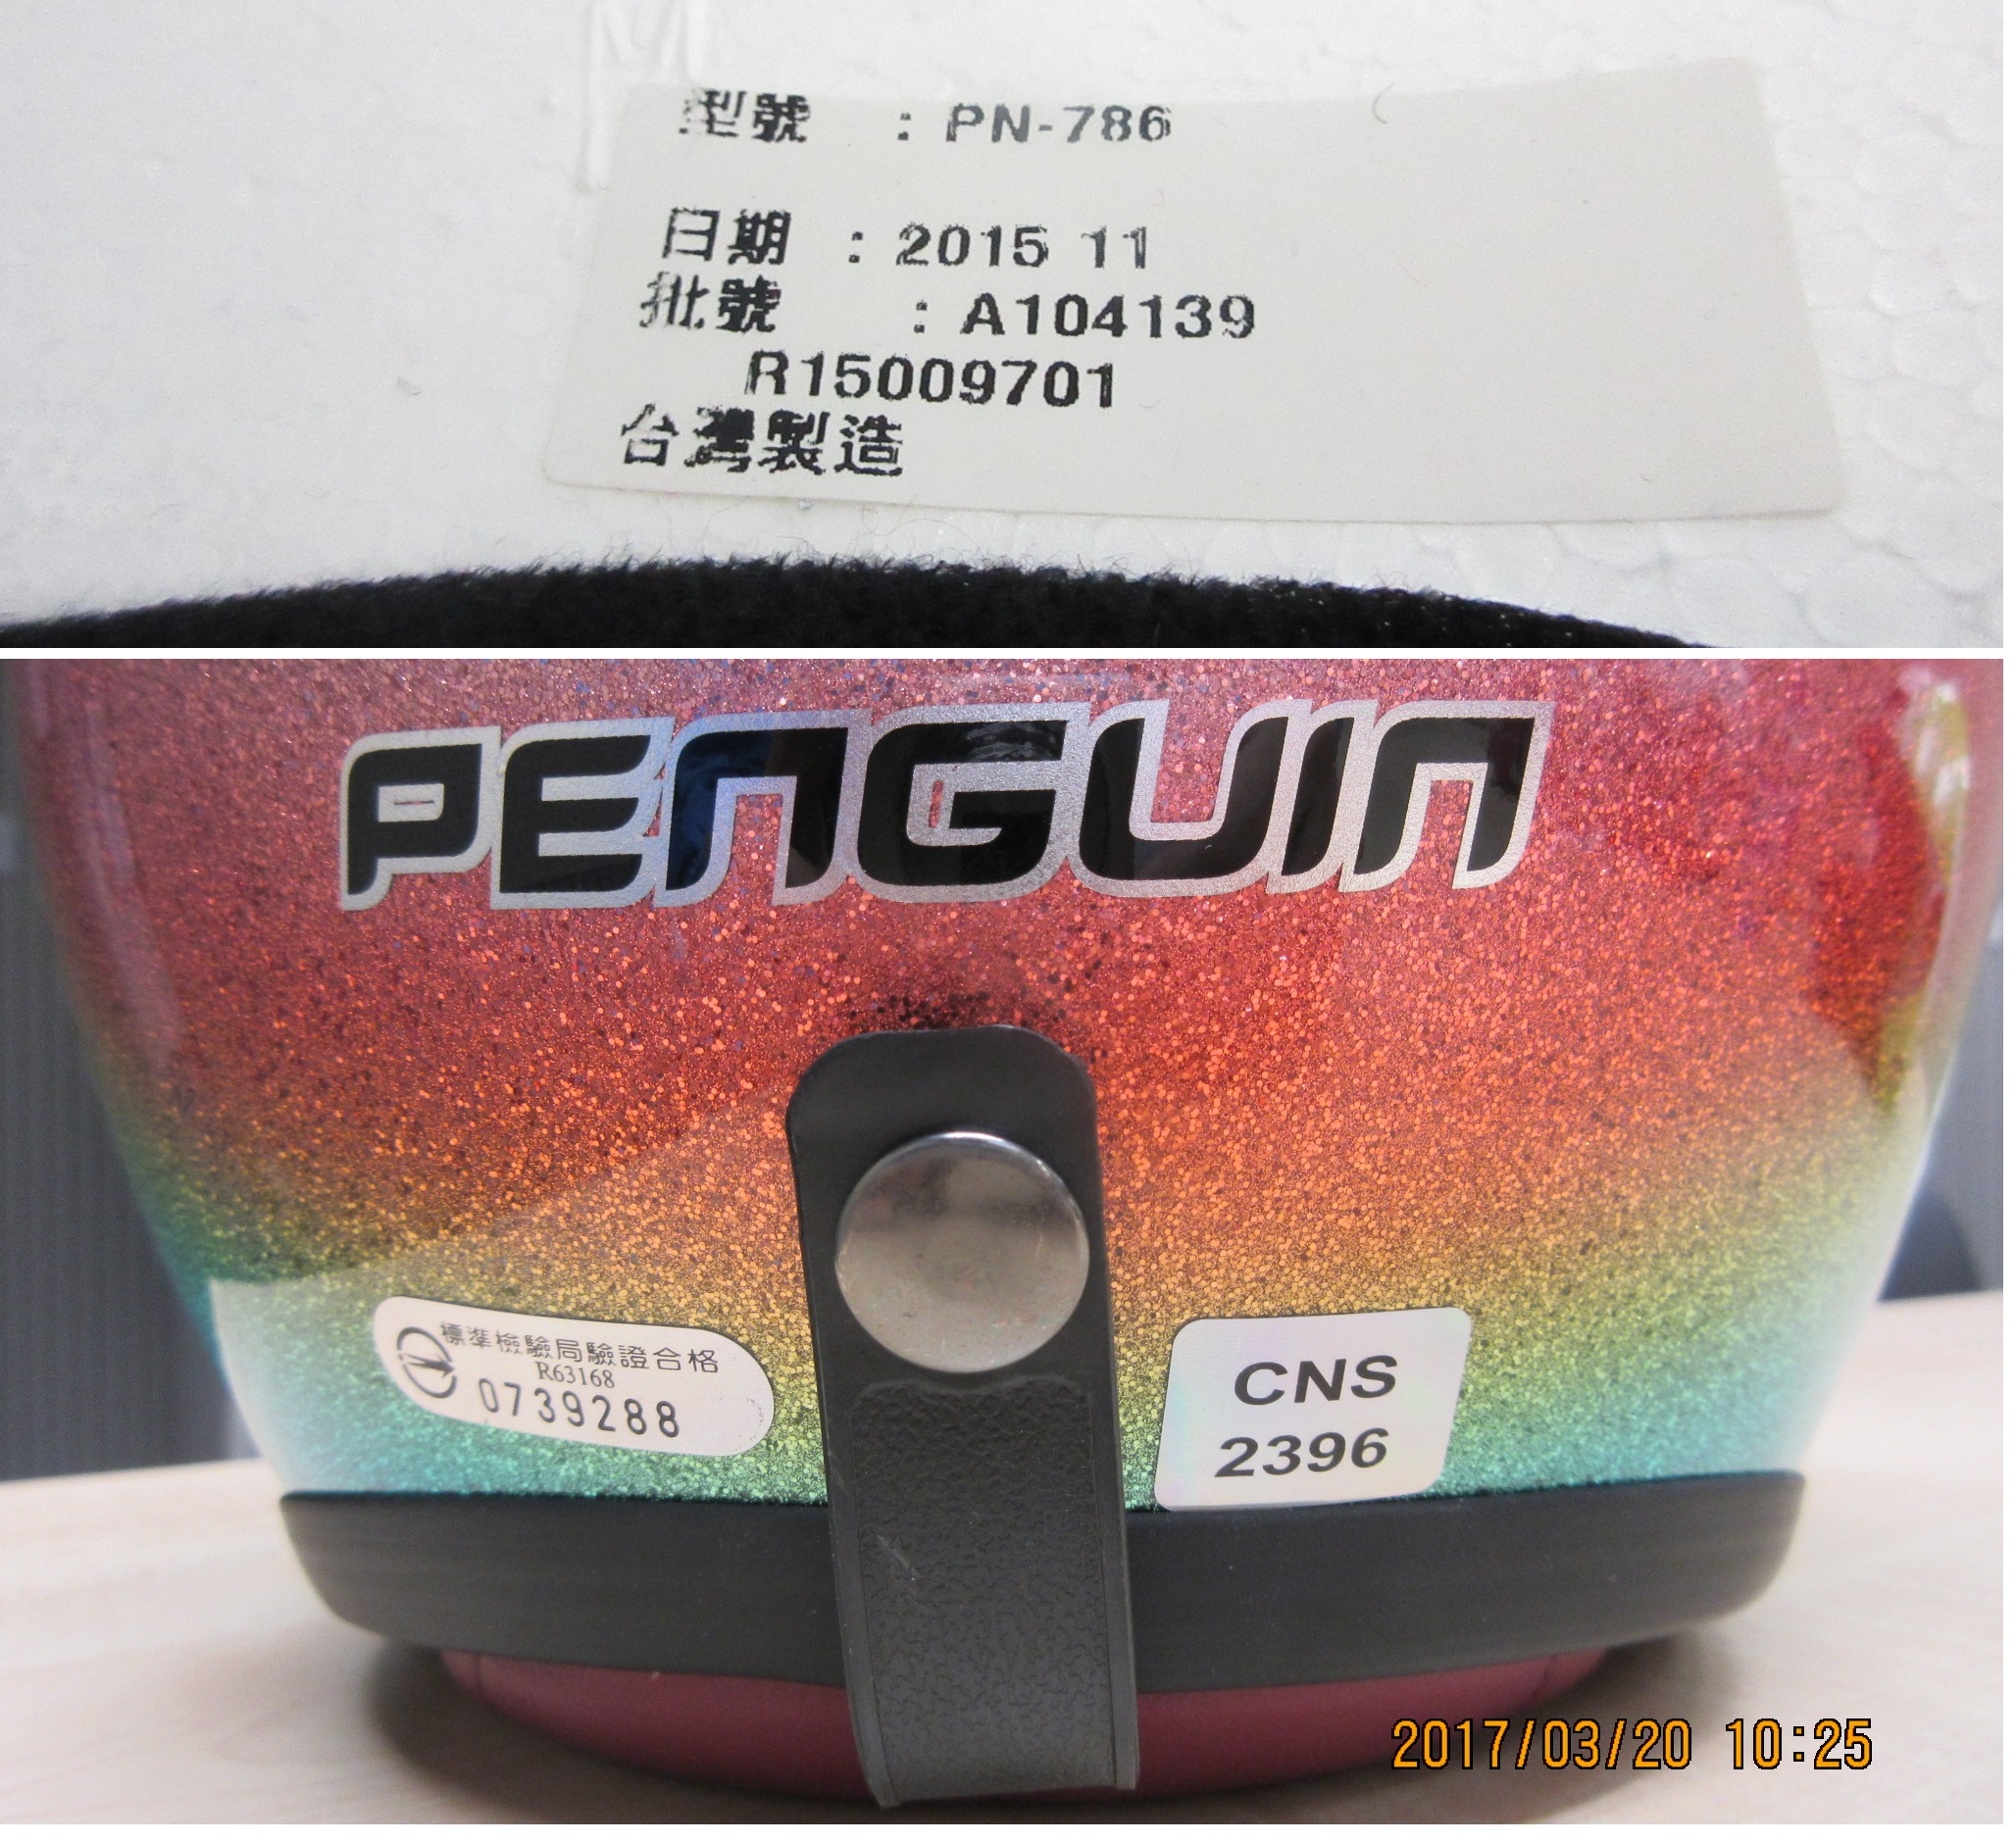 型號 : PN-786
日期 : 2015 11
批號 : A104139
R15009701
台灣製造
PENGUIN
標準檢驗局驗證合格
R63168
0739288
CNS
2396
2017/03/20 10:25